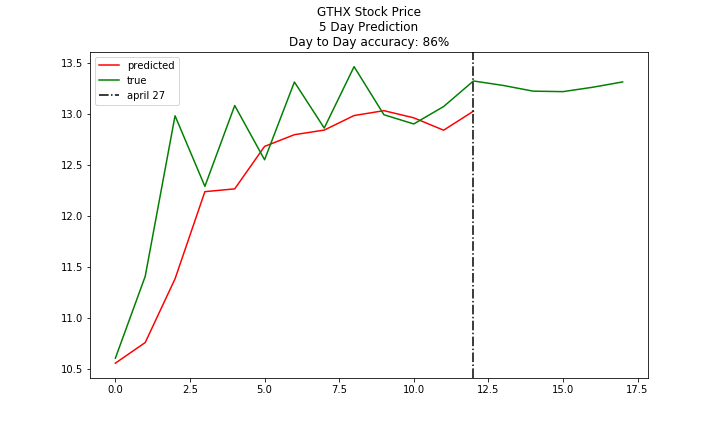 GTHX Stock Price
5 Day Prediction
Day to Day accuracy: 86%
predicted
true
april 27
13.5
13.0
12.5
12.0
11.5
11.0
10.5
0.0 2.5 5.0 7.5 10.0 12.5 15.0 17.5